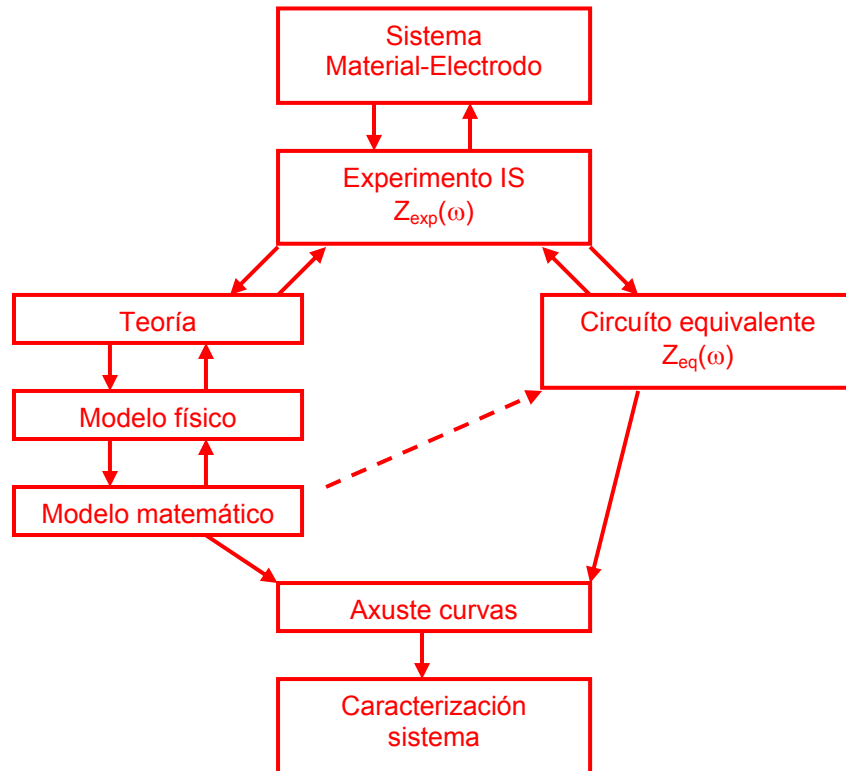 Sistema
Material-Electrodo
Experimento IS
Zexp(ω)
Teoría
Circuíto equivalente
Zeq(ω)
Modelo físico
Modelo matemático
Axuste curvas
Caracterización
sistema